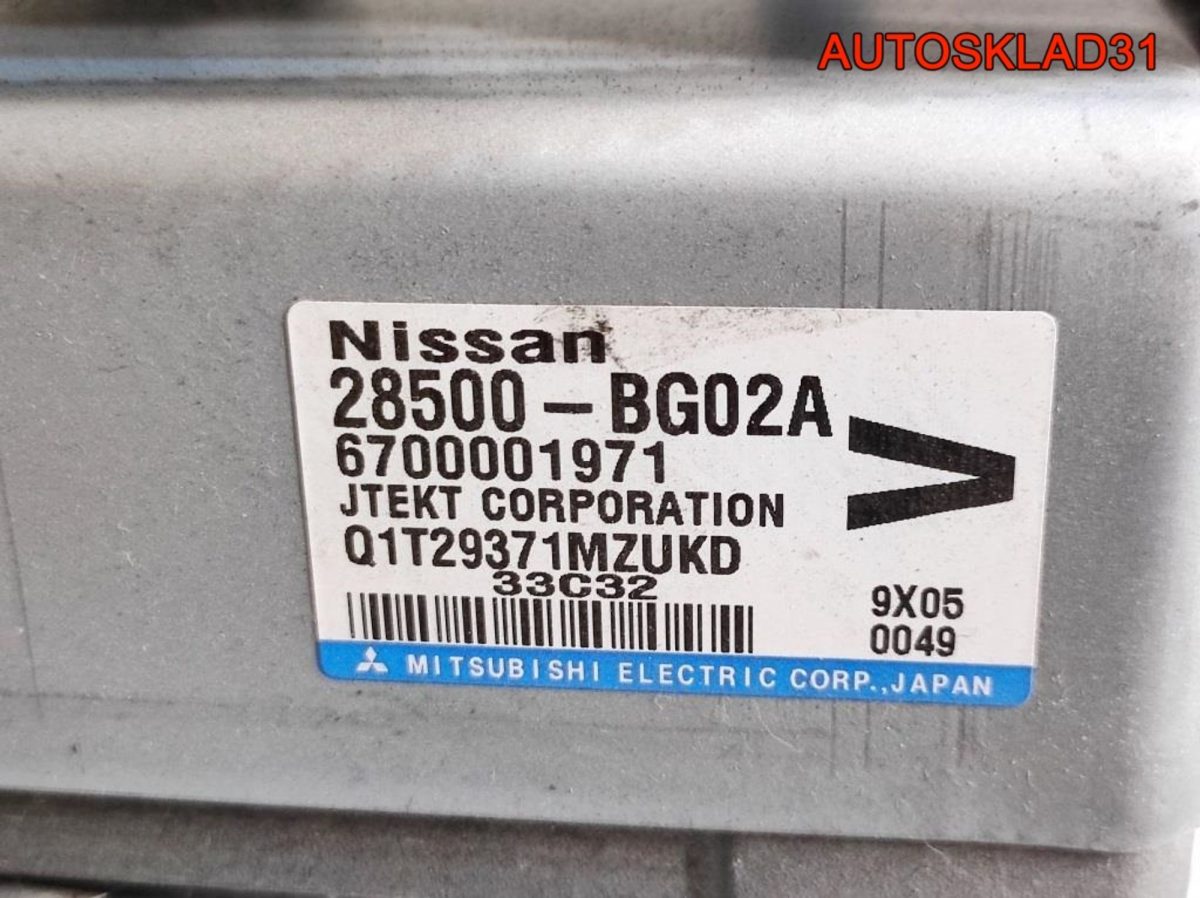 AUTOSKLAD31
Nissan
28500-BG02A
6700001971
JTEKT CORPORATION
Q1T29371MZUKD
33C32
9X05
0049
MITSUBISHI ELECTRIC CORP.,JAPAN